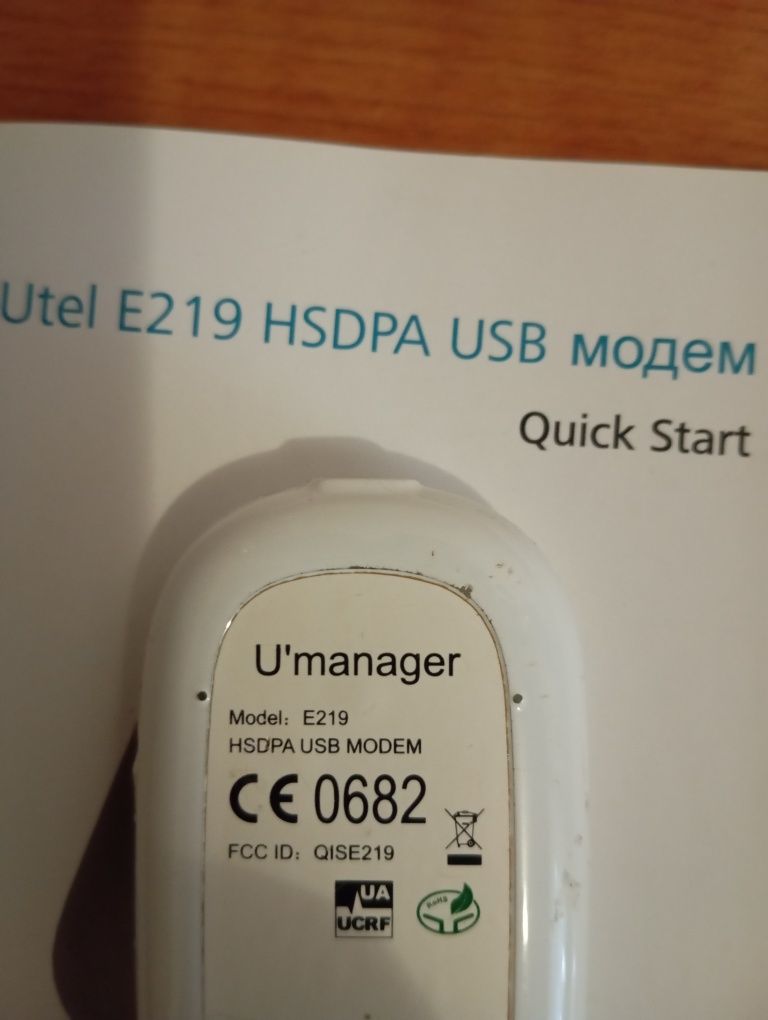 Utel E219 HSDPA USB модем
Quick Start
U'manager
Model: E219
HSDPA USB MODEM
CE 0682
FCC ID: QISE219
UA
UCRF
RoHS